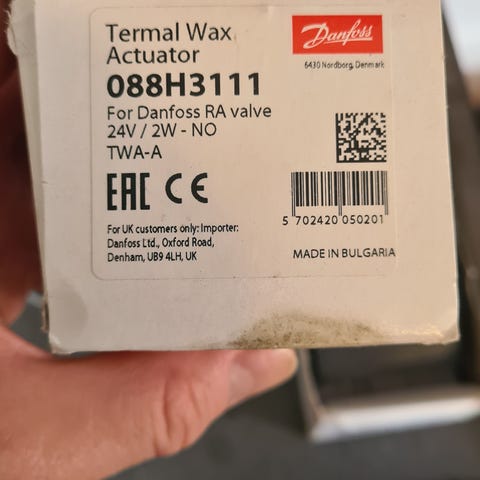 Termal Wax
Actuator
088H3111
For Danfoss RA valve
24V / 2W - NO
TWA-A
EAC CE
For UK customers only: Importer:
Danfoss Ltd., Oxford Road,
Denham, UB9 4LH, UK
Danfoss
6430 Nordborg, Denmark
5 702420 050201
MADE IN BULGARIA